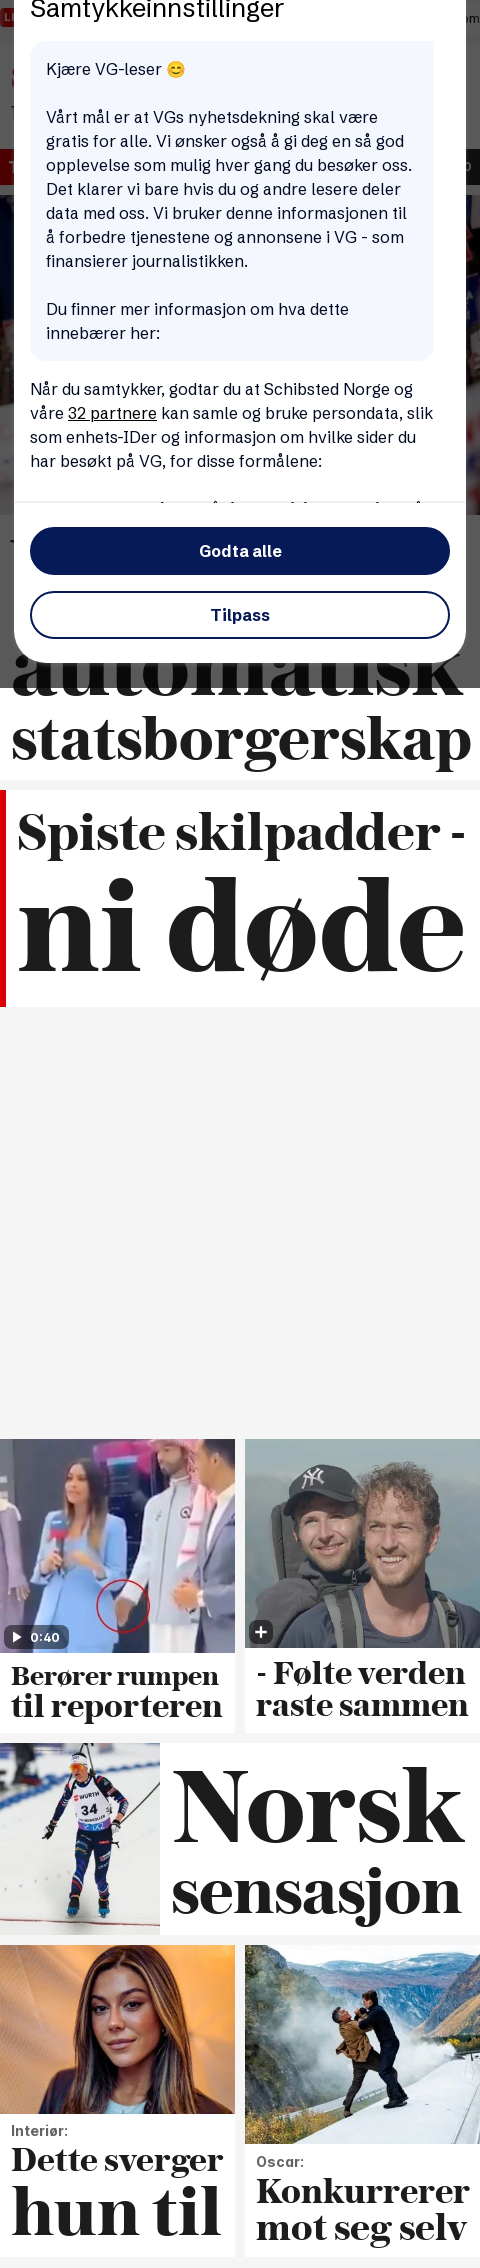 Samtykkeinnstillinger
Kjære VG-leser 😊
Vårt mål er at VGs nyhetsdekning skal være
gratis for alle. Vi ønsker også å gi deg en så god
opplevelse som mulig hver gang du besøker oss.
Det klarer vi bare hvis du og andre lesere deler
data med oss. Vi bruker denne informasjonen til
å forbedre tjenestene og annonsene i VG - som
finansierer journalistikken.
Du finner mer informasjon om hva dette
innebærer her:
Når du samtykker, godtar du at Schibsted Norge og
våre 32 partnere kan samle og bruke persondata, slik
som enhets-IDer og informasjon om hvilke sider du
har besøkt på VG, for disse formålene:
Godta alle
Tilpass
automatisk
statsborgerskap
Spiste skilpadder -
ni døde
0:40
Berører rumpen
til reporteren
- Følte verden
raste sammen
WÜRTH
34
Norsk
sensasjon
Interiør:
Dette sverger
hun til
Oscar:
Konkurrerer
mot seg selv